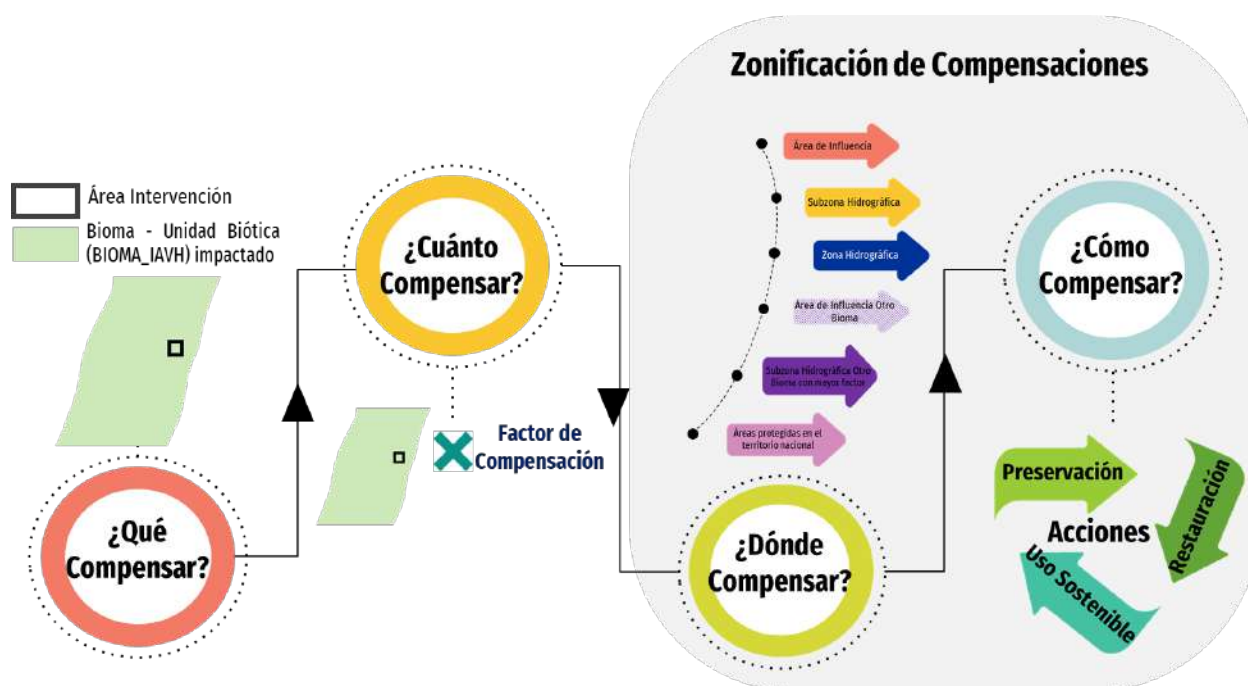 Zonificación de Compensaciones
Área Intervención
Bioma - Unidad Biótica
(BIOMA_IAVH) impactado
¿Qué
Compensar?
¿Cuánto
Compensar?
Factor de
Compensación
Área de Influencia
Subzona Hidrográfica
Zona Hidrográfica
Área de Influencia Otro
Bioma
Subzona Hidrográfica Otro
Bioma con meyor factor
Áreas protegidas en el
territorio nacional
¿Dónde
Compensar?
¿Cómo
Compensar?
Preservación
Restauración
Acciones
Uso Sostenible